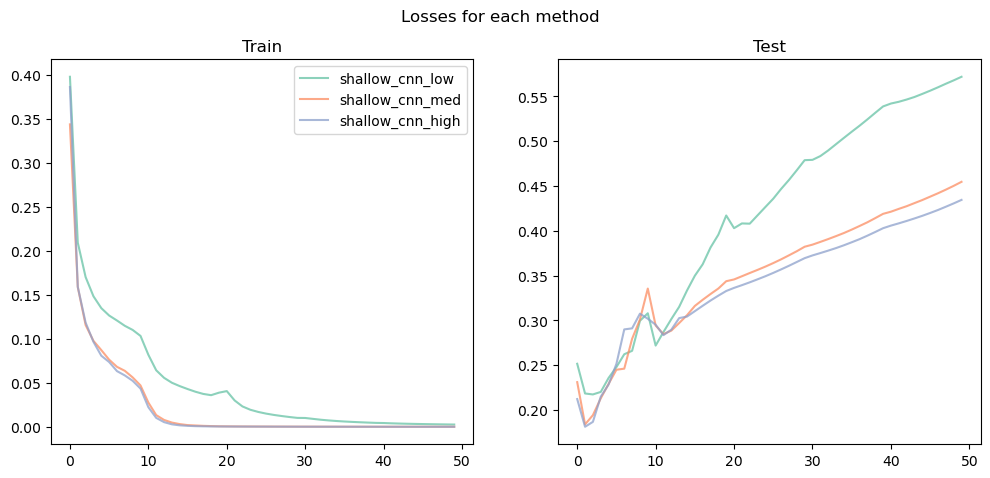 Losses for each method
Train
Test
shallow_cnn_low
shallow_cnn_med
shallow_cnn_high
0.40
0.35
0.30
0.25
0.20
0.15
0.10
0.05
0.00
0 10 20 30 40 50
0.55
0.50
0.45
0.40
0.35
0.30
0.25
0.20
0 10 20 30 40 50